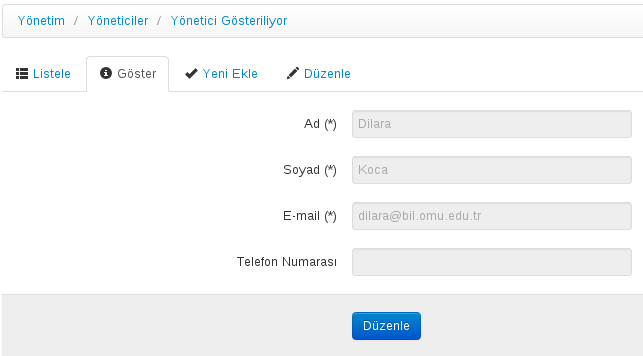 Yönetim / Yöneticiler / Yönetici Gösteriliyor
Listele Göster Yeni Ekle Düzenle
Ad (*) Dilara
Soyad (*) Koca
E-mail (*) dilara@bil.omu.edu.tr
Telefon Numarası
Düzenle